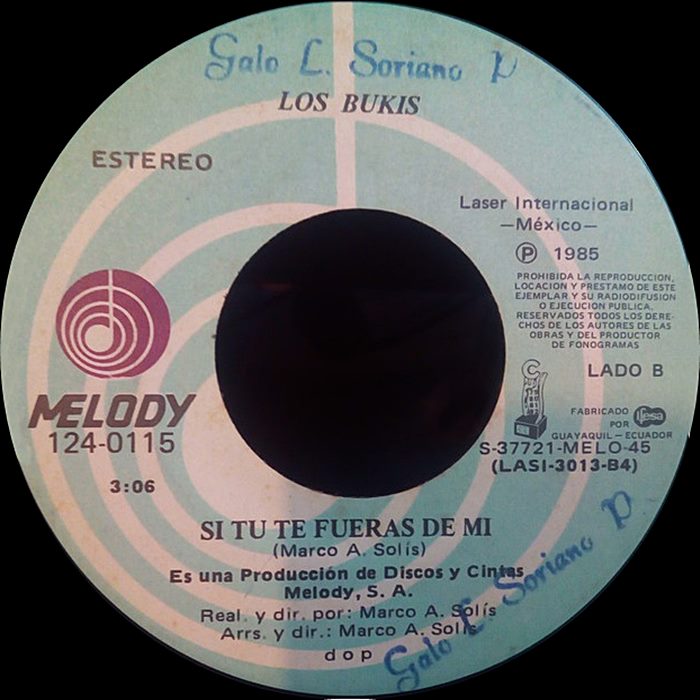 Galo L. Soriano P
LOS BUKIS
ESTEREO
Laser Internacional
—México—
Ⓟ 1985
PROHIBIDA LA REPRODUCCION,
LOCACION Y PRESTAMO DE ESTE
EJEMPLAR Y SU RADIODIFUSION
O EJECUCION PUBLICA.
RESERVADOS TODOS LOS DERE-
CHOS DE LOS AUTORES DE LAS
OBRAS Y DEL PRODUCTOR
DE FONOGRAMAS
LADO B
MELODY
124-0115
FABRICADO
POR
ifesa
GUAYAQUIL — ECUADOR
S-37721-MELO-45
(LASI-3013-B4)
3:06
SI TU TE FUERAS DE MI
(Marco A. Solís)
Es una Producción de Discos y Cintas
Melody, S. A.
Real. y dir. por: Marco A. Solís
Arrs. y dir.: Marco A. Solís
d o p
Galo L. Soriano P